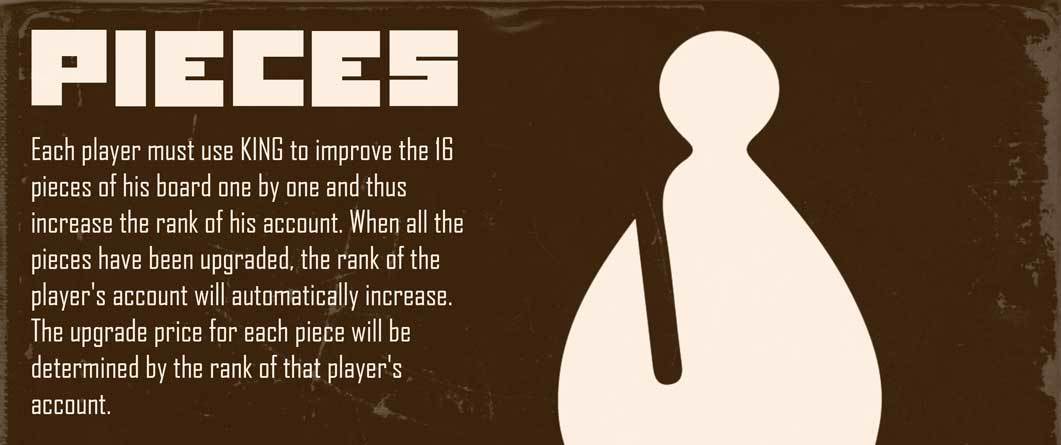 PIECES
Each player must use KING to improve the 16
pieces of his board one by one and thus
increase the rank of his account. When all the
pieces have been upgraded, the rank of the
player's account will automatically increase.
The upgrade price for each piece will be
determined by the rank of that player's
account.